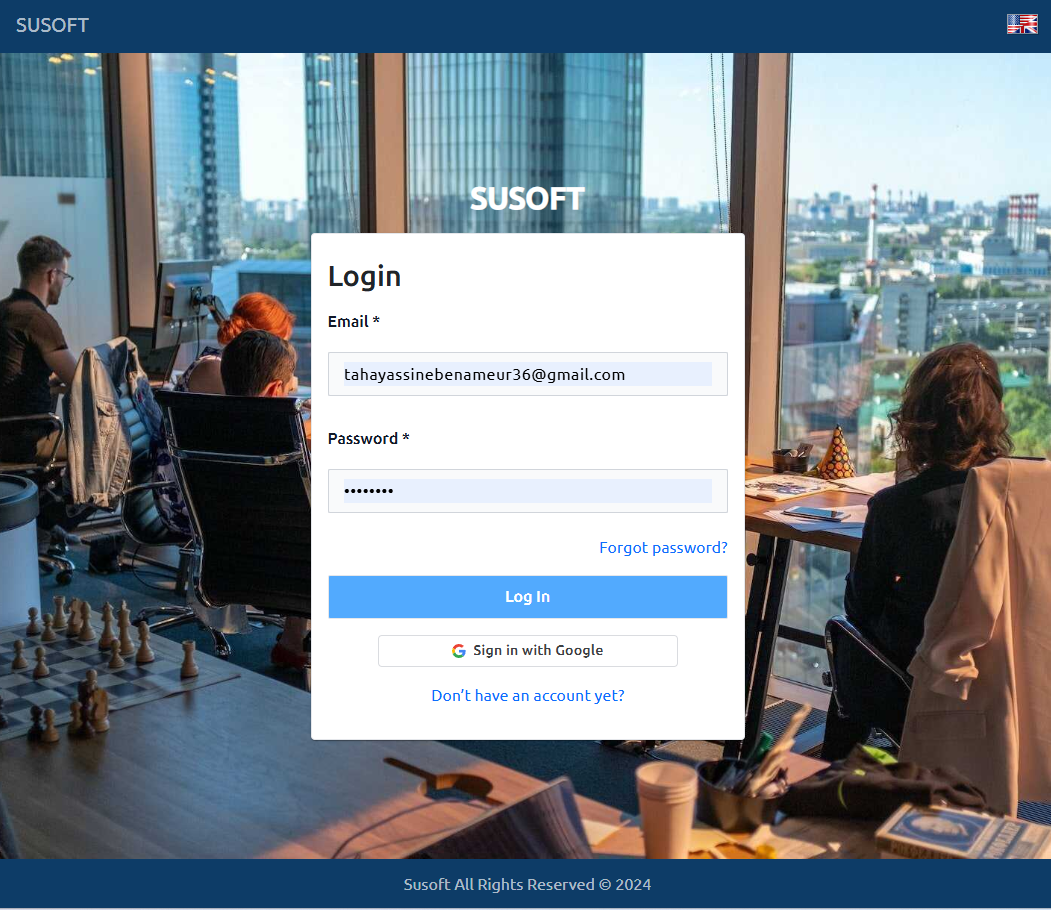 SUSOFT
SUSOFT
Login
Email *
tahayassinebenameur36@gmail.com
Password *
••••••••
Forgot password?
Log In
Sign in with Google
Don't have an account yet?
Susoft All Rights Reserved © 2024